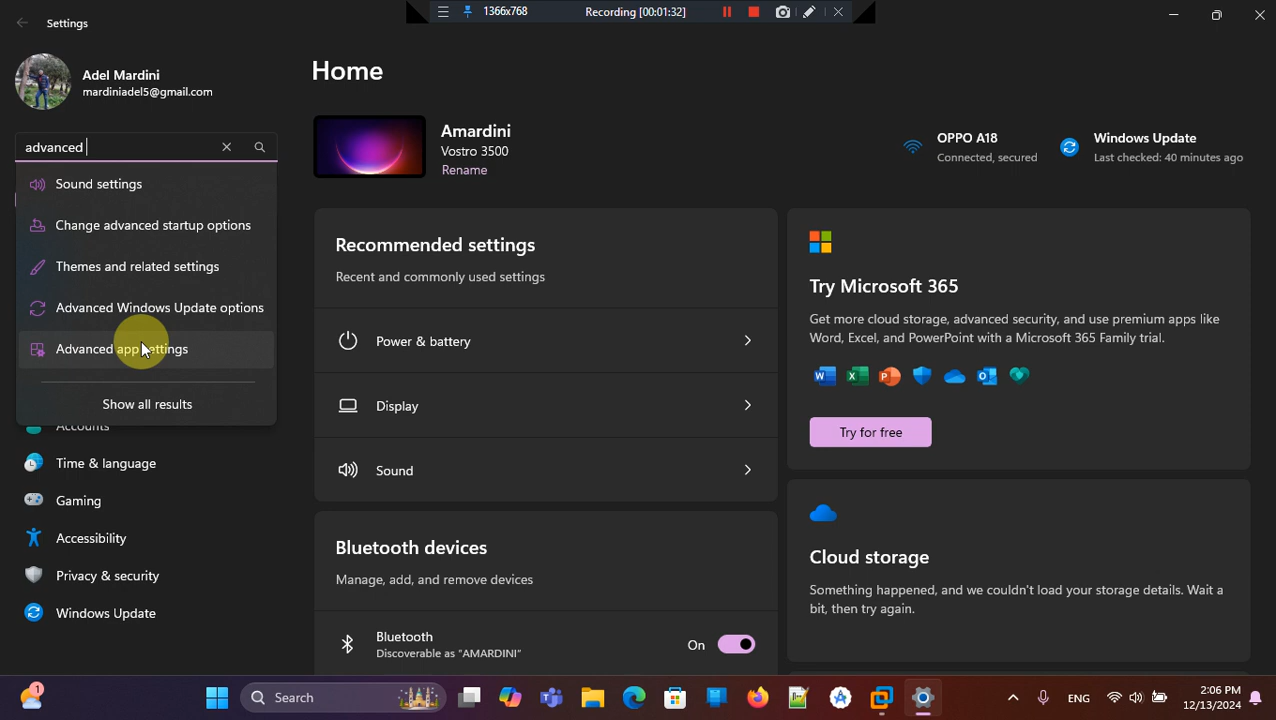 Settings
1366x768
Recording [00:01:32]
Adel Mardini
mardiniadel5@gmail.com
advanced
Sound settings
Change advanced startup options
Themes and related settings
Advanced Windows Update options
Advanced app settings
Show all results
Accounts
Time & language
Gaming
Accessibility
Privacy & security
Windows Update
Home
Amardini
Vostro 3500
Rename
OPPO A18
Connected, secured
Windows Update
Last checked: 40 minutes ago
Recommended settings
Recent and commonly used settings
Power & battery
Display
Sound
Bluetooth devices
Manage, add, and remove devices
Bluetooth
Discoverable as "AMARDINI"
On
Try Microsoft 365
Get more cloud storage, advanced security, and use premium apps like
Word, Excel, and PowerPoint with a Microsoft 365 Family trial.
Try for free
Cloud storage
Something happened, and we couldn't load your storage details. Wait a
bit, then try again.
1
Search
ENG
2:06 PM
12/13/2024